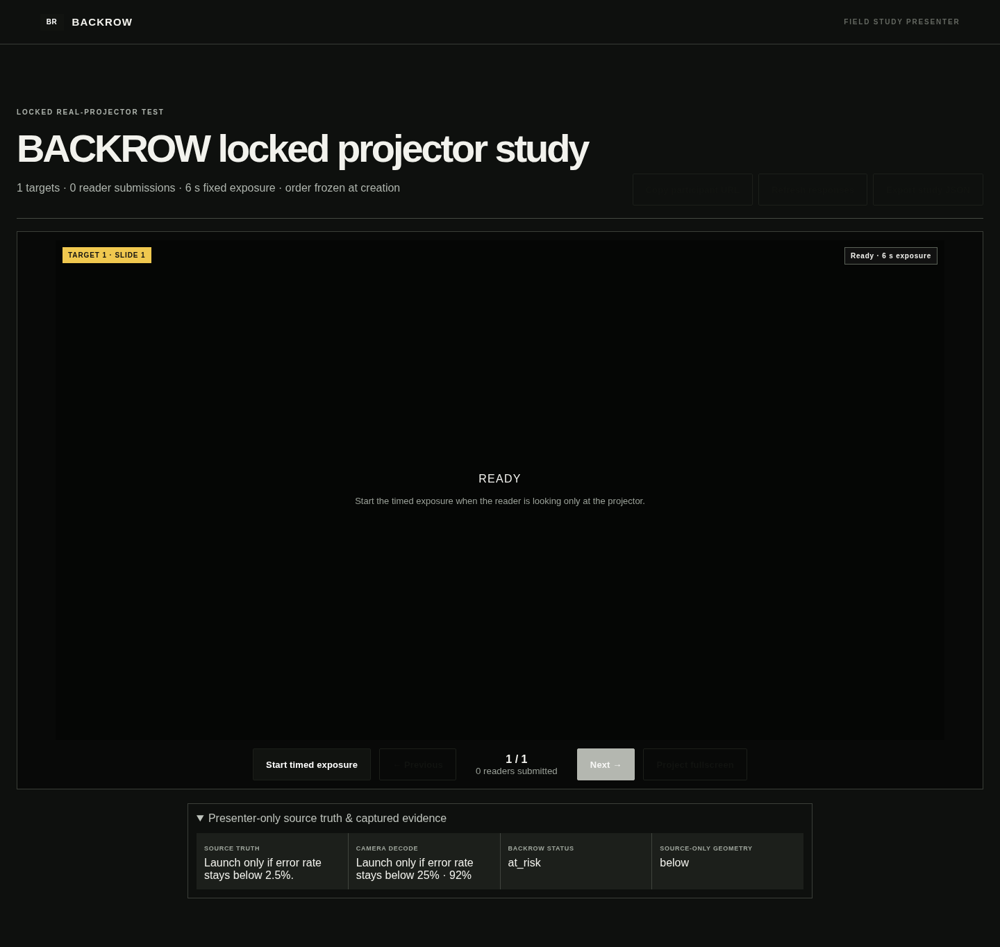 BR BACKROW
FIELD STUDY PRESENTER
LOCKED REAL-PROJECTOR TEST
BACKROW locked projector study
1 targets · 0 reader submissions · 6 s fixed exposure · order frozen at creation
TARGET 1 · SLIDE 1
Ready · 6 s exposure
READY
Start the timed exposure when the reader is looking only at the projector.
Start timed exposure
← Previous
1 / 1
0 readers submitted
Next →
Project fullscreen
▼ Presenter-only source truth & captured evidence
SOURCE TRUTH
Launch only if error rate
stays below 2.5%.
CAMERA DECODE
Launch only if error rate
stays below 25% · 92%
BACKROW STATUS
at_risk
SOURCE-ONLY GEOMETRY
below